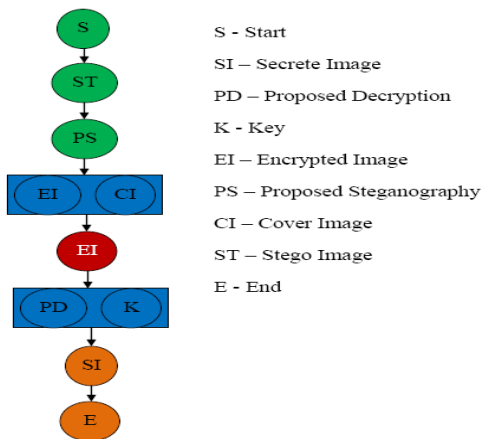 S
ST
PS
EI CI
EI
PD K
SI
E
S - Start
SI – Secrete Image
PD – Proposed Decryption
K - Key
EI – Encrypted Image
PS – Proposed Steganography
CI – Cover Image
ST – Stego Image
E - End